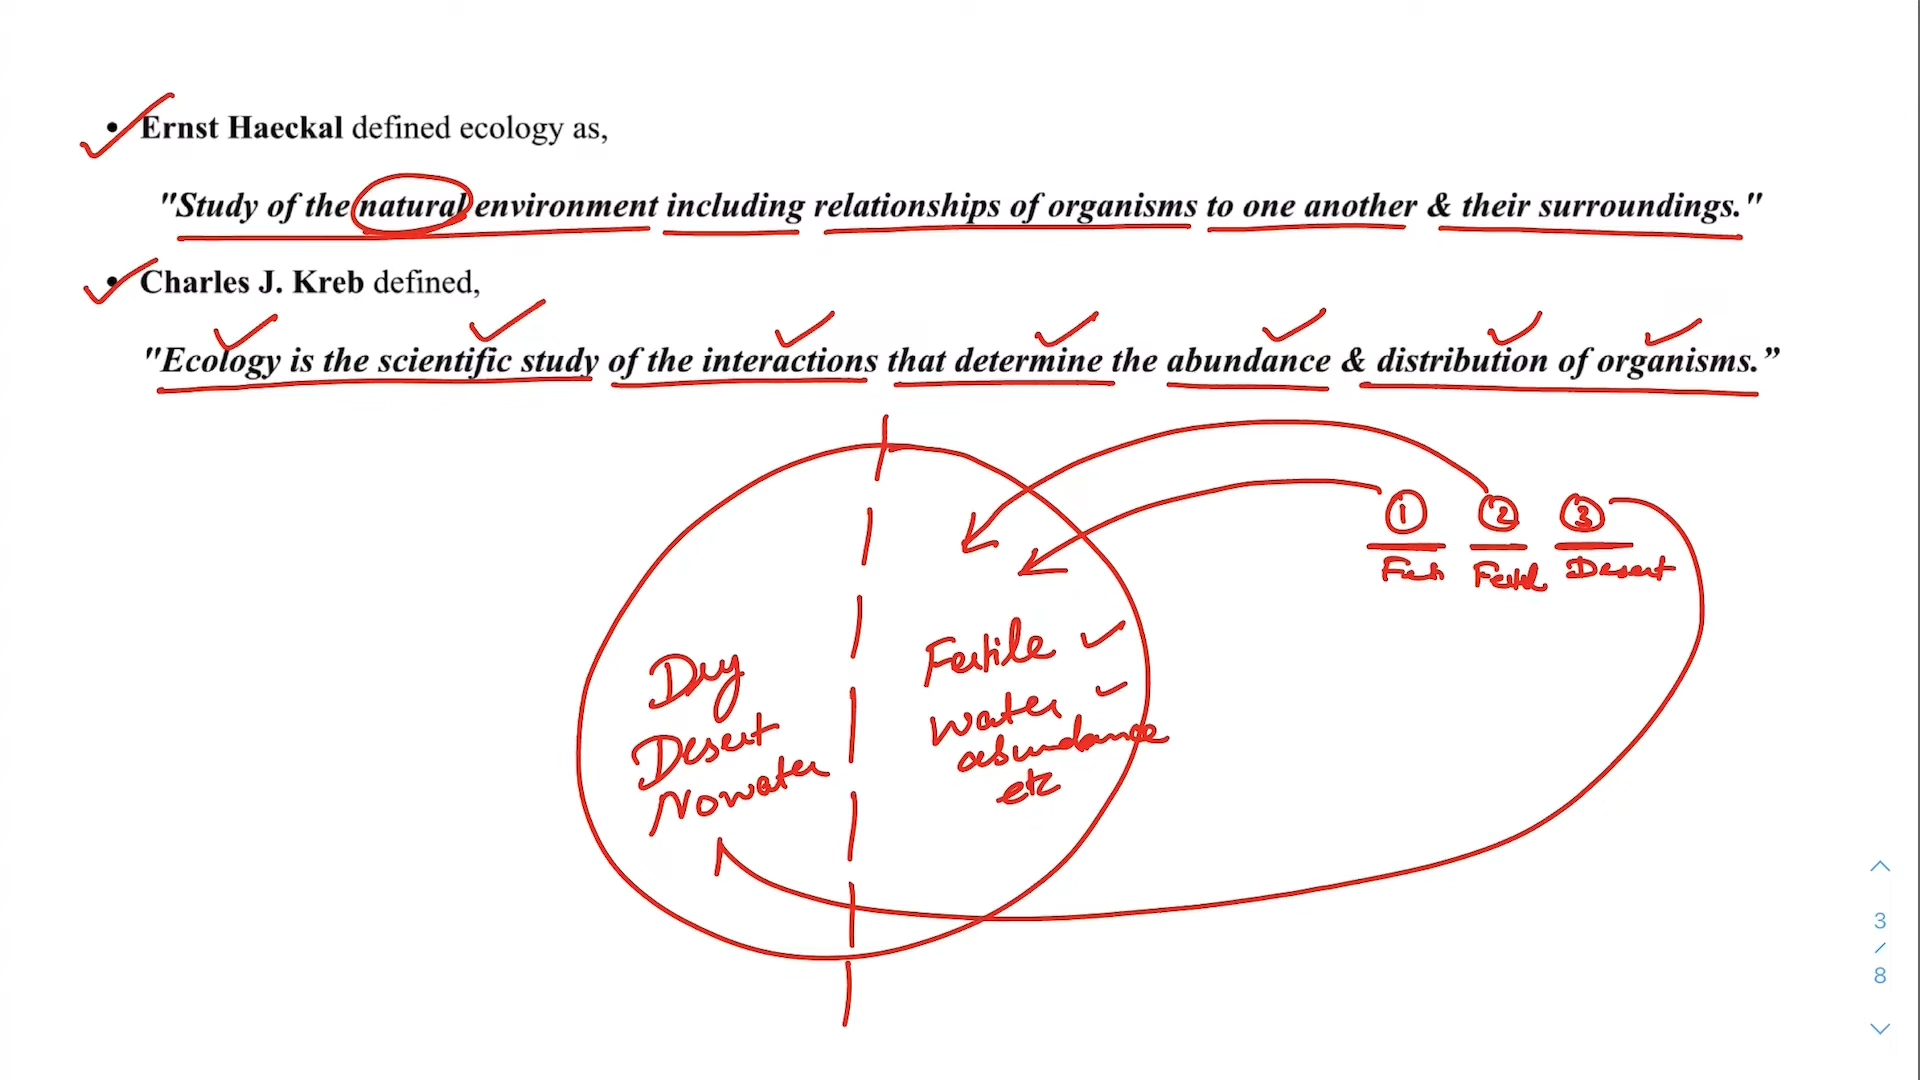 • Ernst Haeckal defined ecology as,
"Study of the natural environment including relationships of organisms to one another & their surroundings."
• Charles J. Kreb defined,
"Ecology is the scientific study of the interactions that determine the abundance & distribution of organisms.”
1 2 3
Desert
Dry
Desert
No water
Fertile
water
abundance
etc
3
/
8